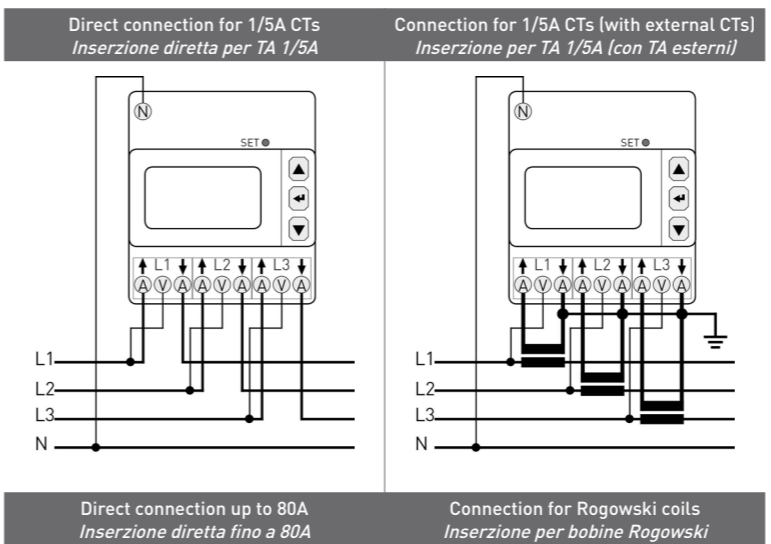 Direct connection for 1/5A CTs
Inserzione diretta per TA 1/5A
Connection for 1/5A CTs (with external CTs)
Inserzione per TA 1/5A (con TA esterni)
N
SET
L1 L2 L3
A V A A V A A V A
L1
L2
L3
N
N
SET
L1 L2 L3
A V A A V A A V A
L1
L2
L3
N
Direct connection up to 80A
Inserzione diretta fino a 80A
Connection for Rogowski coils
Inserzione per bobine Rogowski